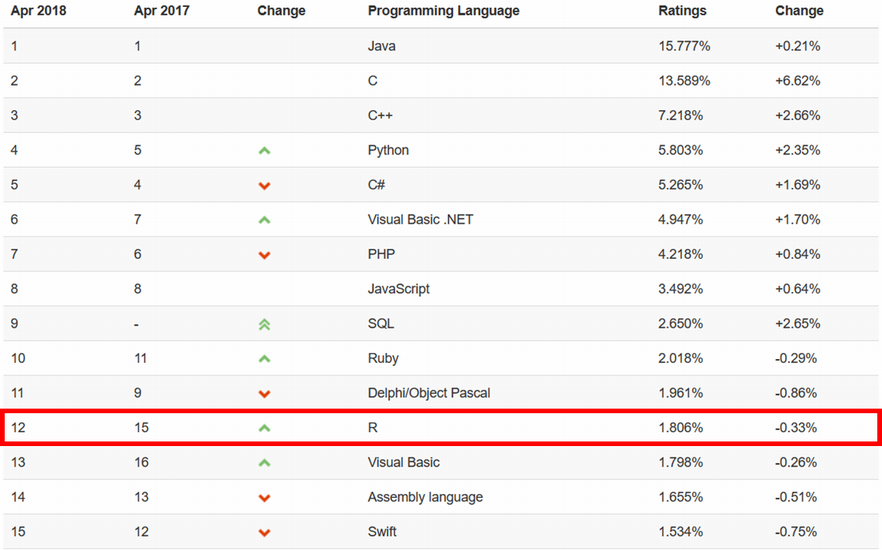 Apr 2018 Apr 2017 Change Programming Language Ratings Change
1 1 Java 15.777% +0.21%
2 2 C 13.589% +6.62%
3 3 C++ 7.218% +2.66%
4 5 Python 5.803% +2.35%
5 4 C# 5.265% +1.69%
6 7 Visual Basic .NET 4.947% +1.70%
7 6 PHP 4.218% +0.84%
8 8 JavaScript 3.492% +0.64%
9 - SQL 2.650% +2.65%
10 11 Ruby 2.018% -0.29%
11 9 Delphi/Object Pascal 1.961% -0.86%
12 15 R 1.806% -0.33%
13 16 Visual Basic 1.798% -0.26%
14 13 Assembly language 1.655% -0.51%
15 12 Swift 1.534% -0.75%